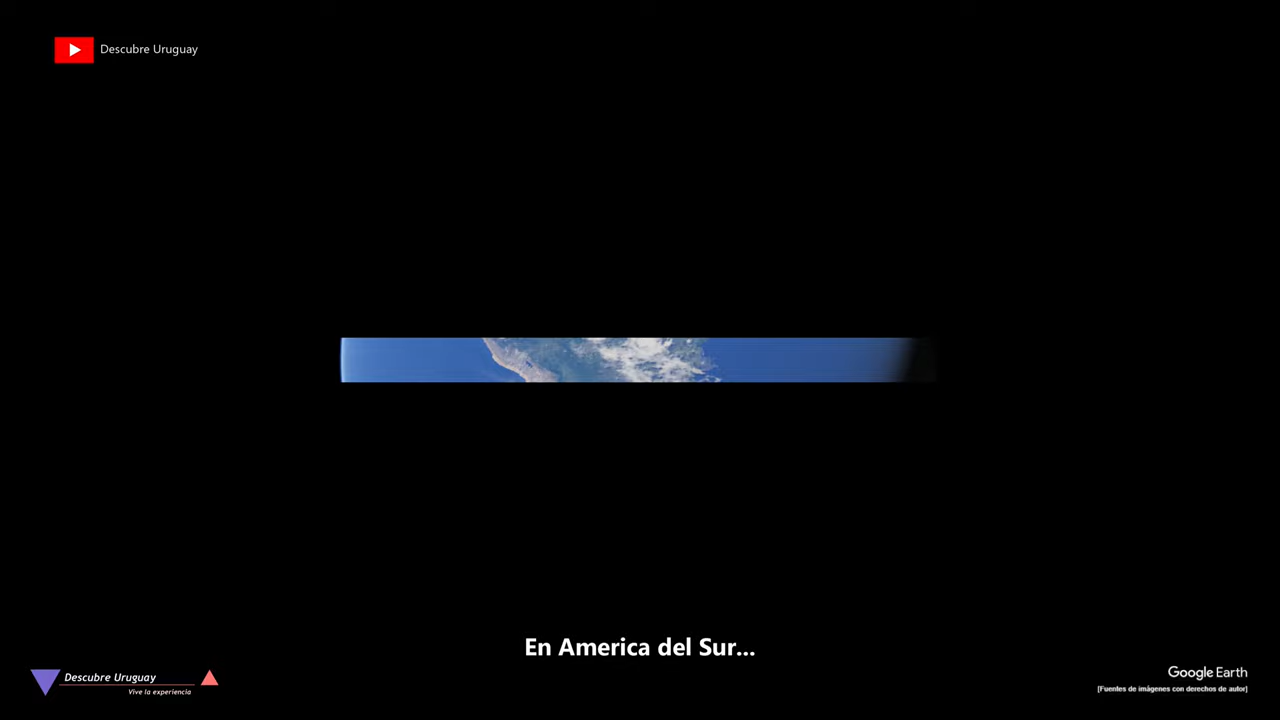 Descubre Uruguay
En America del Sur...
Descubre Uruguay
Vive la experiencia
Google Earth
[Fuentes de imágenes con derechos de autor]